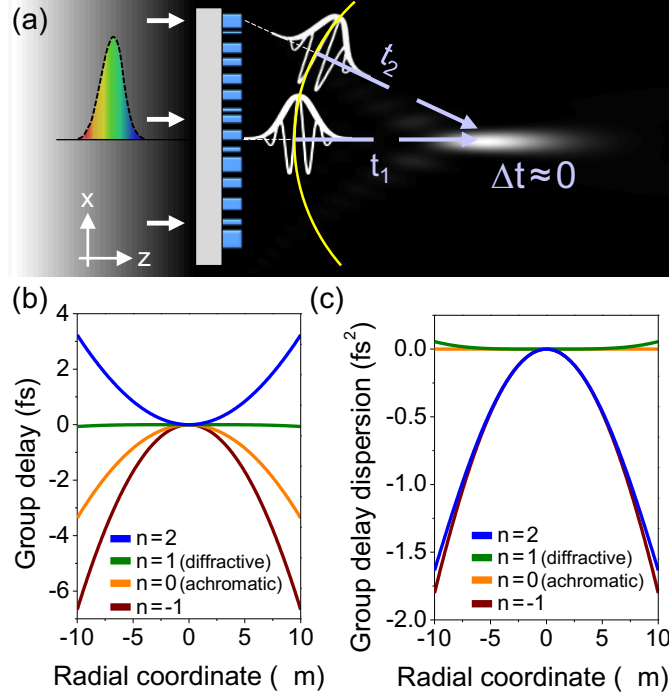 (a)
t2
t1
Δt ≈ 0
x
z
(b)
Group delay (fs)
4
2
0
-2
-4
-6
n = 2
n = 1 (diffractive)
n = 0 (achromatic)
n = -1
-10 -5 0 5 10
Radial coordinate ( m)
(c)
Group delay dispersion (fs²)
0.0
-0.5
-1.0
-1.5
-2.0
n = 2
n = 1 (diffractive)
n = 0 (achromatic)
n = -1
-10 -5 0 5 10
Radial coordinate ( m)